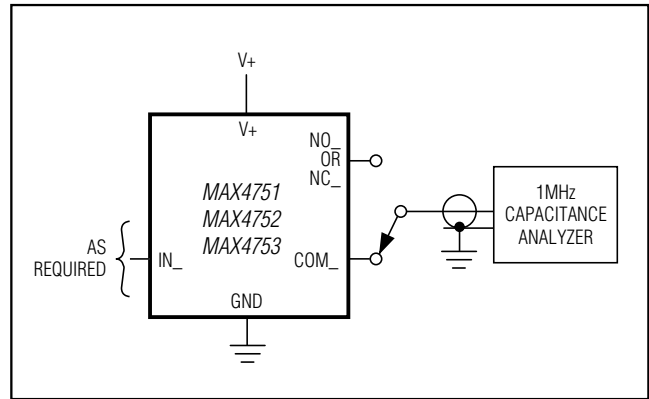 V+
V+
NO_
OR
NC_
MAX4751
MAX4752
MAX4753
1MHz
CAPACITANCE
ANALYZER
AS
REQUIRED
IN_
COM_
GND